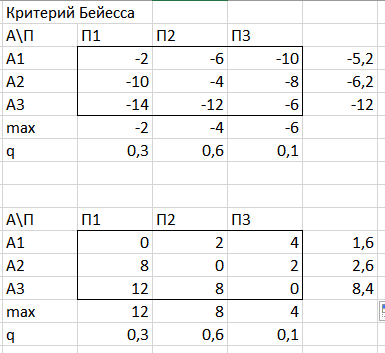 Критерий Бейесса
А\П П1 П2 П3
А1 -2 -6 -10 -5,2
А2 -10 -4 -8 -6,2
А3 -14 -12 -6 -12
max -2 -4 -6
q 0,3 0,6 0,1
А\П П1 П2 П3
А1 0 2 4 1,6
А2 8 0 2 2,6
А3 12 8 0 8,4
max 12 8 4
q 0,3 0,6 0,1